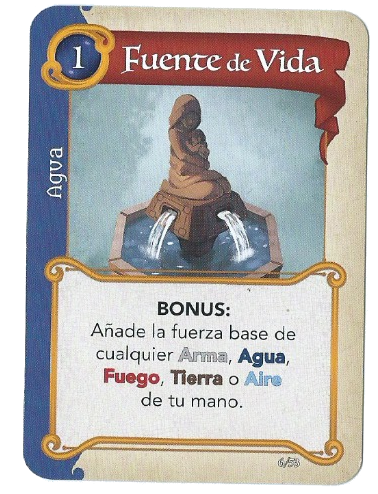 1 Fuente de Vida
Agua
BONUS:
Añade la fuerza base de
cualquier Arma, Agua,
Fuego, Tierra o Aire
de tu mano.
6/53